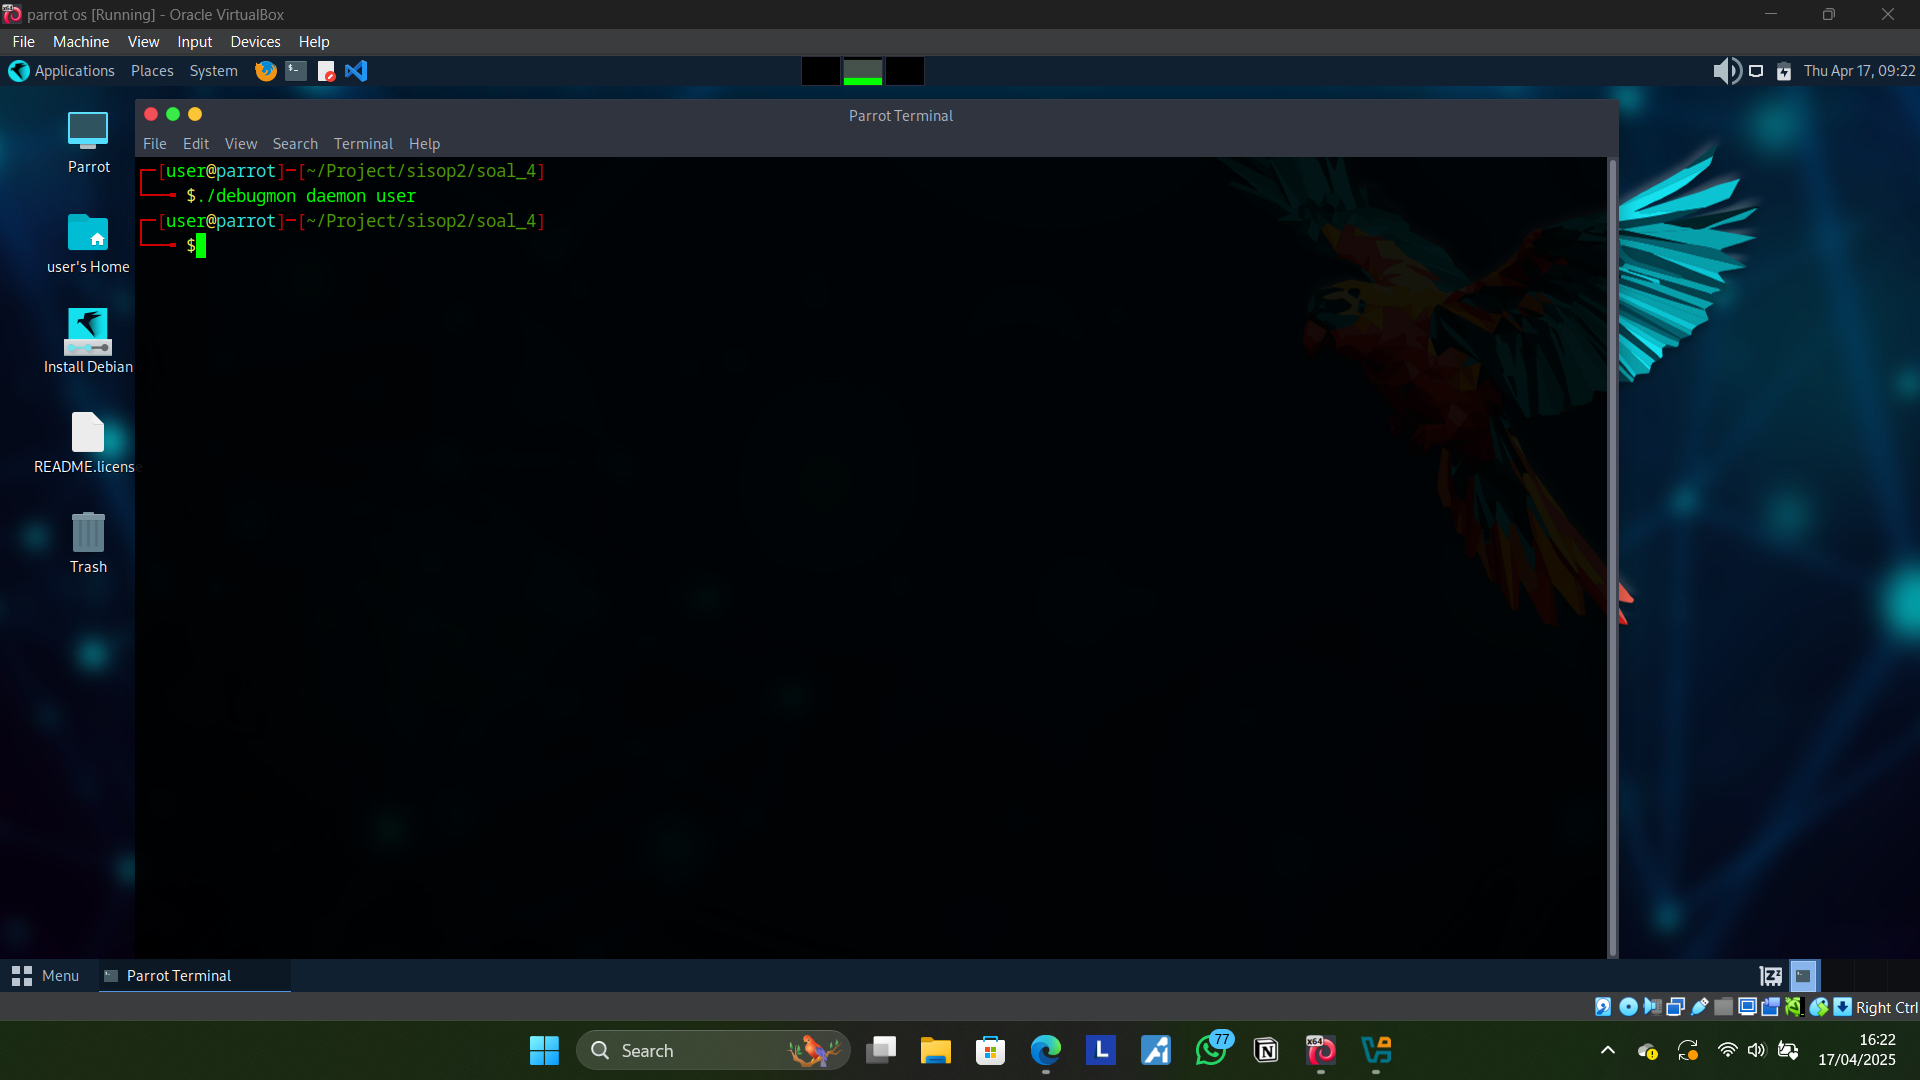 parrot os [Running] - Oracle VirtualBox
File Machine View Input Devices Help
Applications Places System
Thu Apr 17, 09:22
Parrot Terminal
File Edit View Search Terminal Help
┌─[user@parrot]─[~/Project/sisop2/soal_4]
└──╼ $./debugmon daemon user
┌─[user@parrot]─[~/Project/sisop2/soal_4]
└──╼ $
Parrot
user's Home
Install Debian
README.license
Trash
Menu
Parrot Terminal
Right Ctrl
Search
77
16:22
17/04/2025